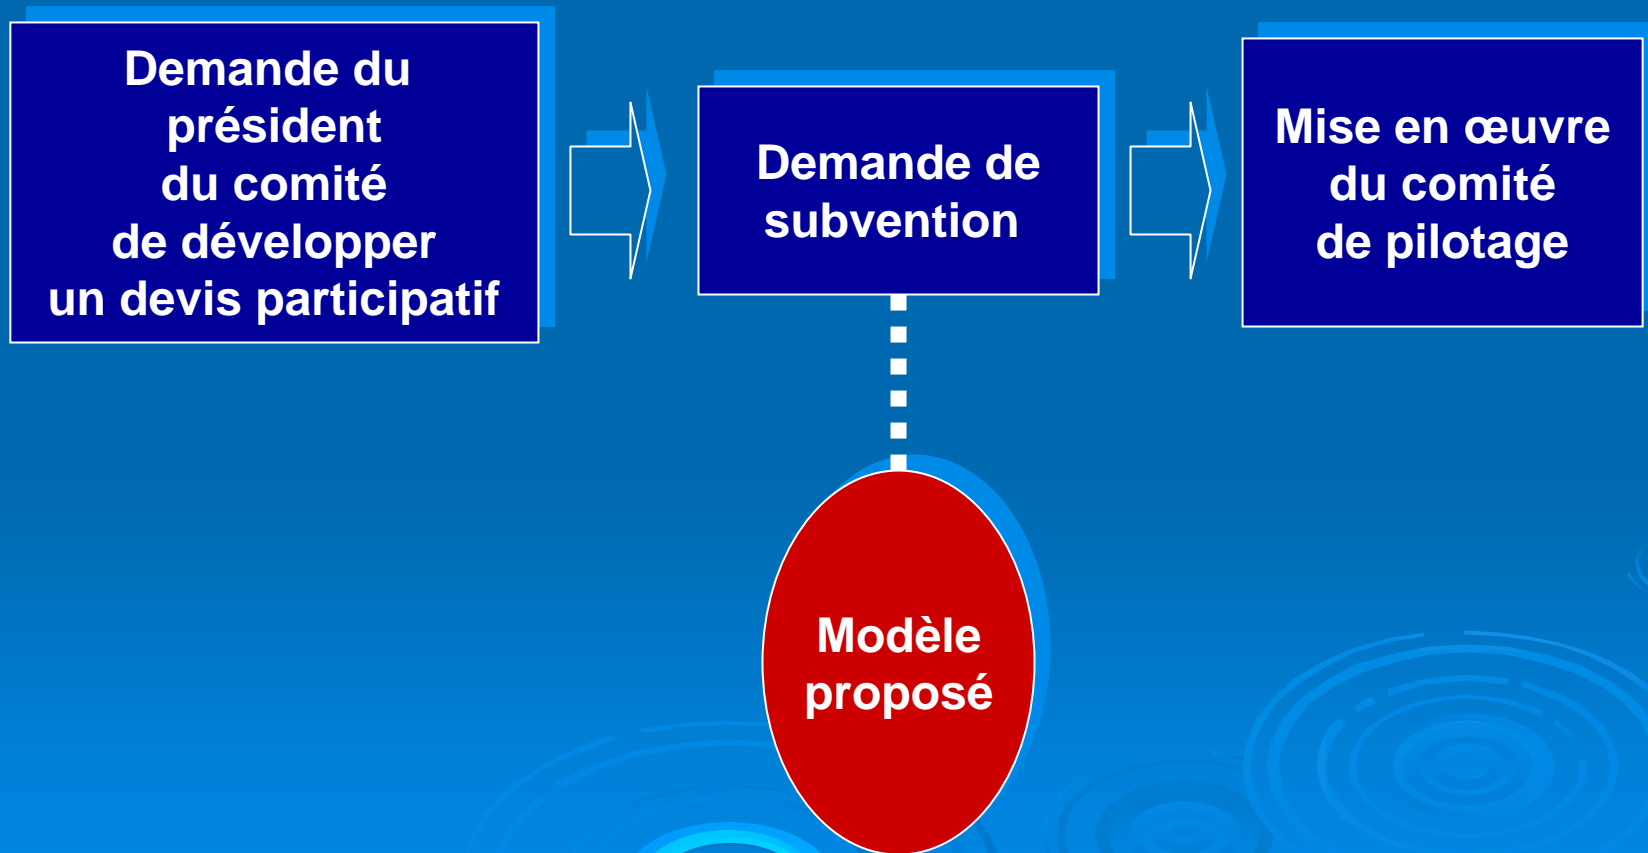 Demande du
président
du comité
de développer
un devis participatif
Demande de
subvention
Mise en œuvre
du comité
de pilotage
Modèle
proposé